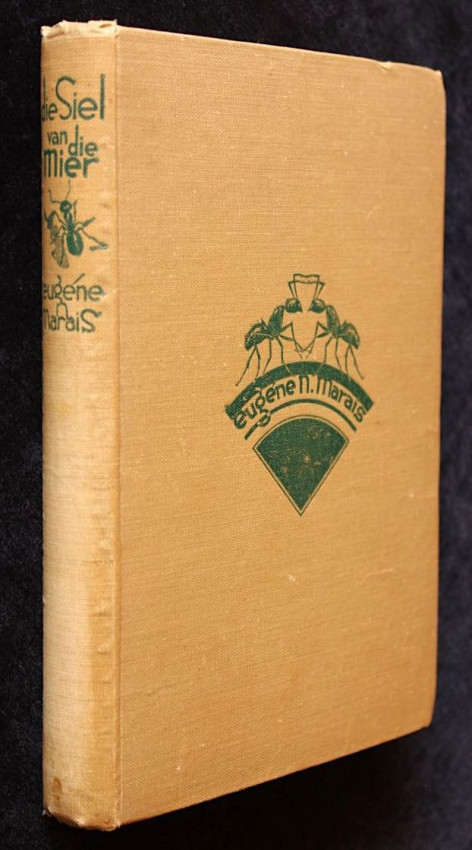 die Siel
van die
mier
eugéne
Marais
eugéne n. Marais